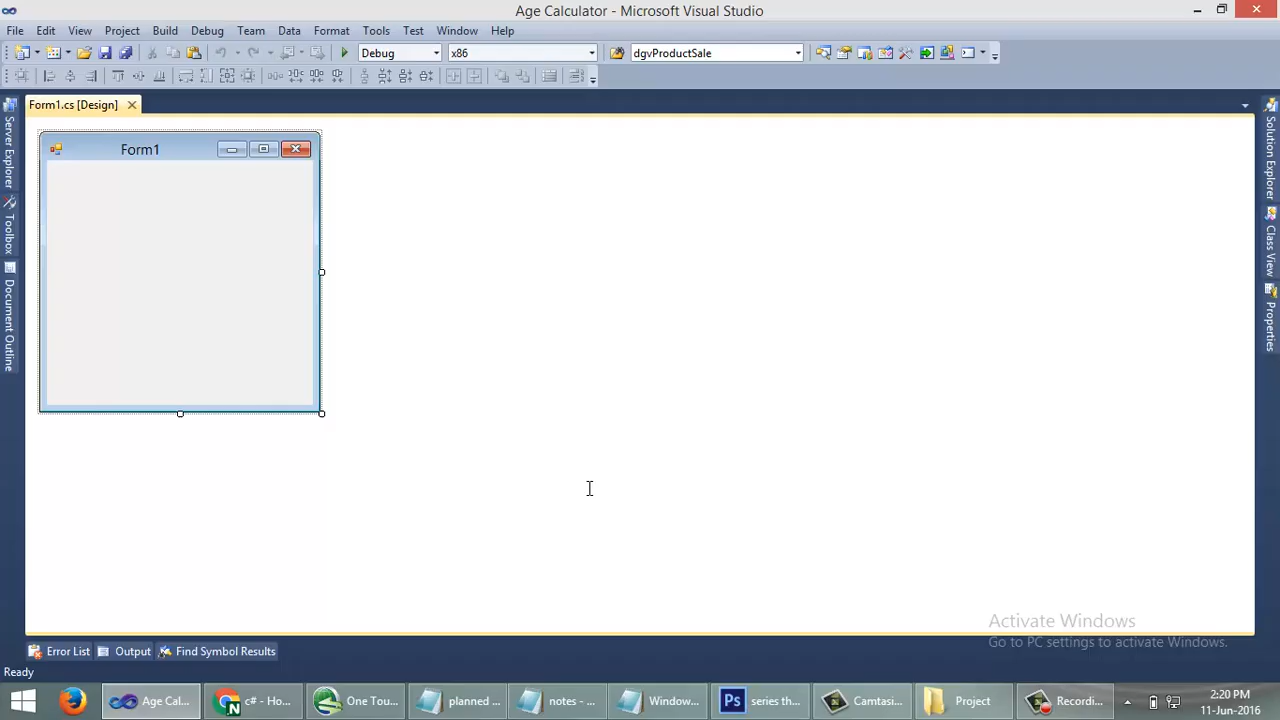 Age Calculator - Microsoft Visual Studio
File Edit View Project Build Debug Team Data Format Tools Test Window Help
Debug x86 dgvProductSale
Form1.cs [Design]
Server Explorer
Toolbox
Document Outline
Form1
Solution Explorer
Class View
Properties
Activate Windows
Go to PC settings to activate Windows.
Error List Output Find Symbol Results
Ready
Age Cal... c# - Ho... One Tou... planned ... notes - ... Window... Ps series th... Camtasi... Project Recordi... 2:20 PM
11-Jun-2016